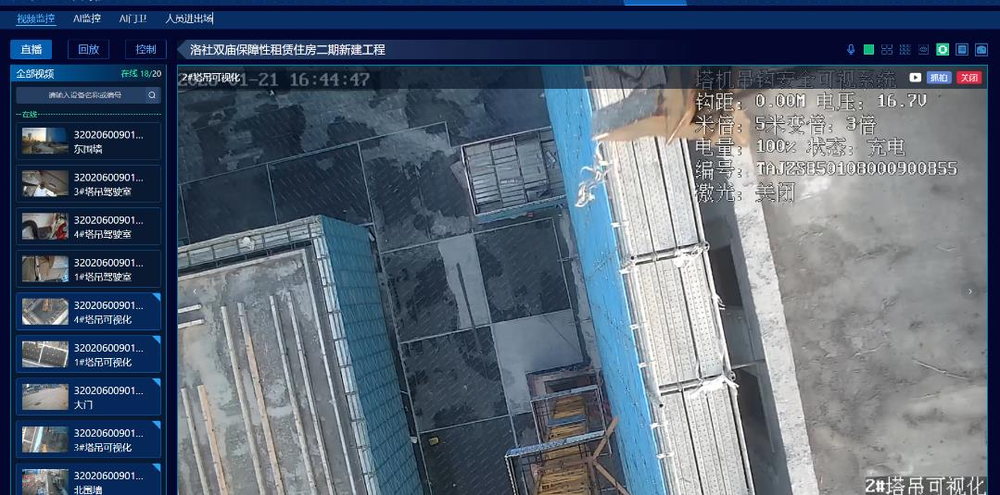 视频监控 AI监控 AI门卫 人员进出场
直播 回放 控制
洛社双庙保障性租赁住房二期新建工程
全部视频 在线 18/20
请输入设备名称或编号
在线
32020600901...
东围墙
32020600901...
3#塔吊驾驶室
32020600901...
4#塔吊驾驶室
32020600901...
1#塔吊驾驶室
32020600901...
4#塔吊可视化
32020600901...
1#塔吊可视化
32020600901...
大门
32020600901...
3#塔吊可视化
32020600901...
北围墙
2#塔吊可视化
-21 16:44:47
塔机吊钩安全可视系统
抓拍 关闭
钩距: 0.00M 电压: 16.7V
米倍: 5米变倍: 3倍
电量: 100% 状态: 充电
编号: TAJZSB50108000900855
激光: 关闭
2#塔吊可视化